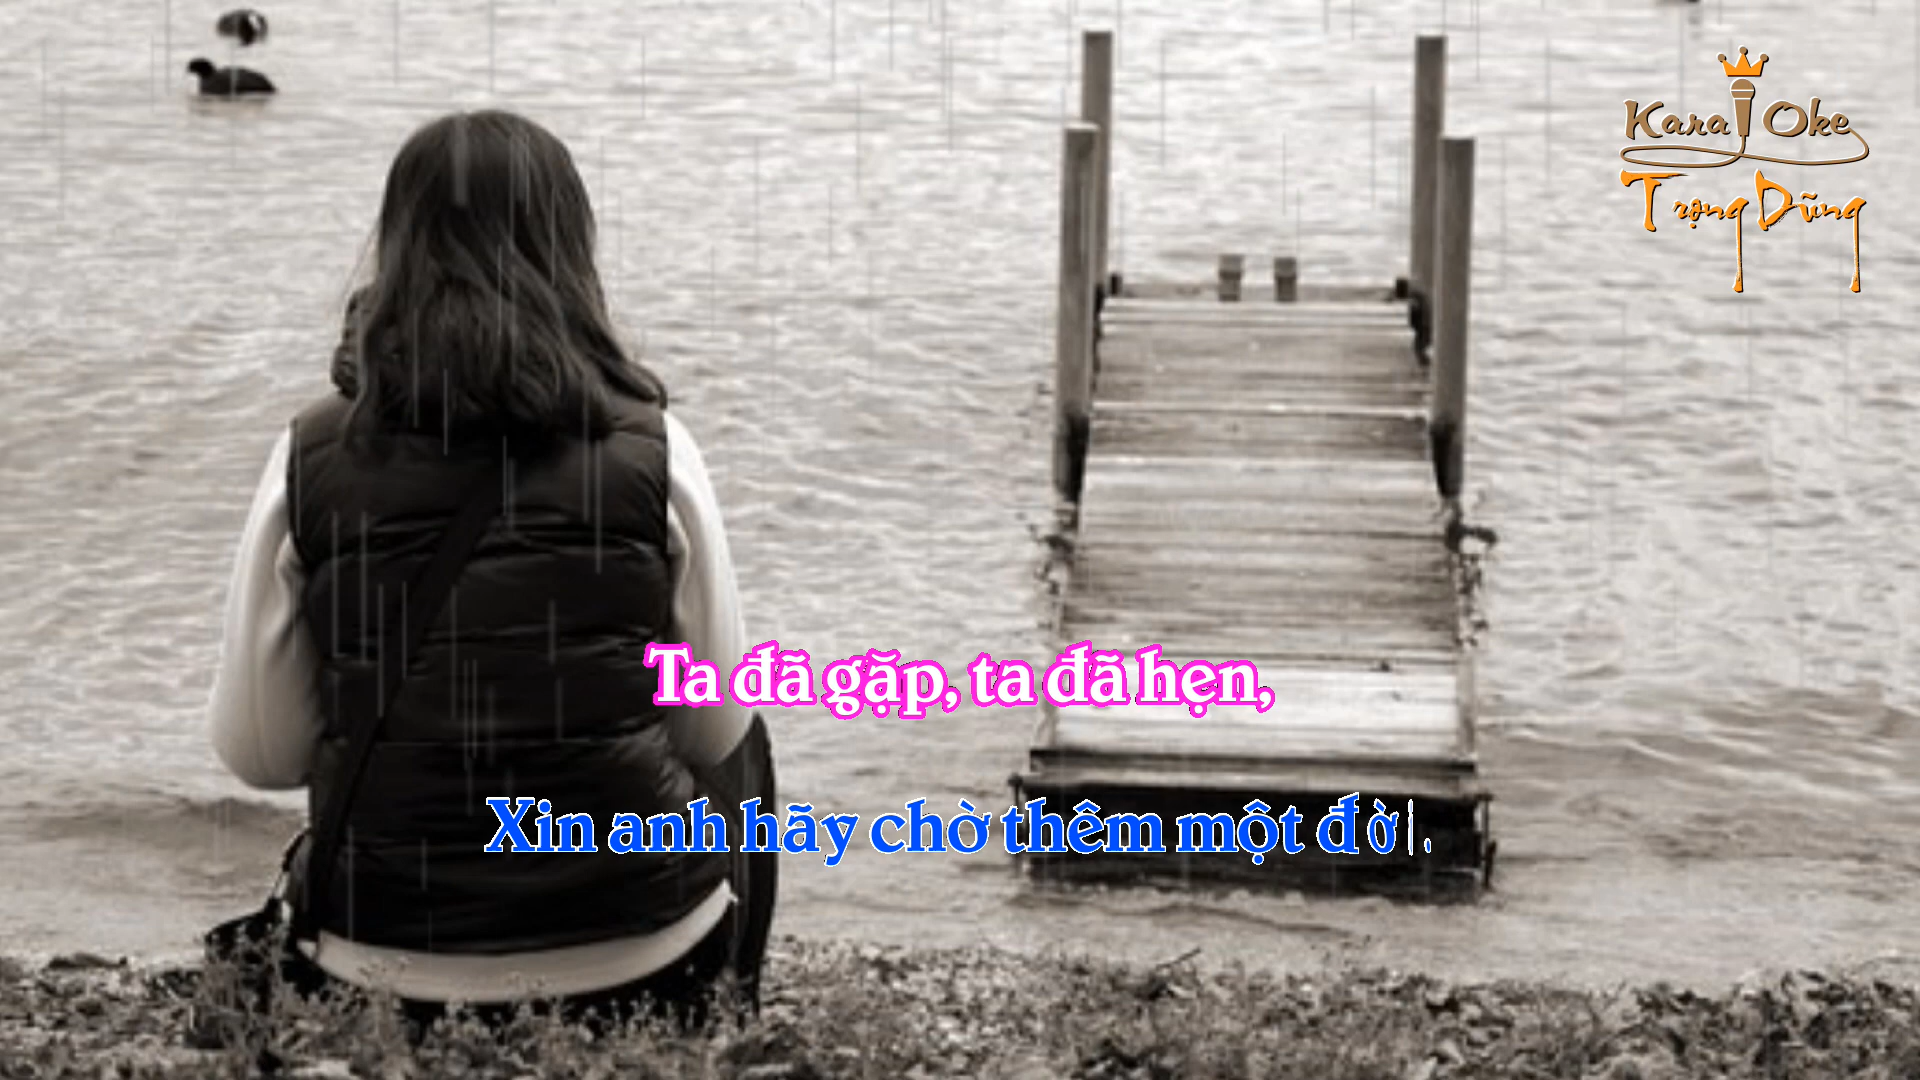 Kara Oke
Trọng Dũng
Ta đã gặp, ta đã hẹn,
Xin anh hãy chờ thêm một đời.